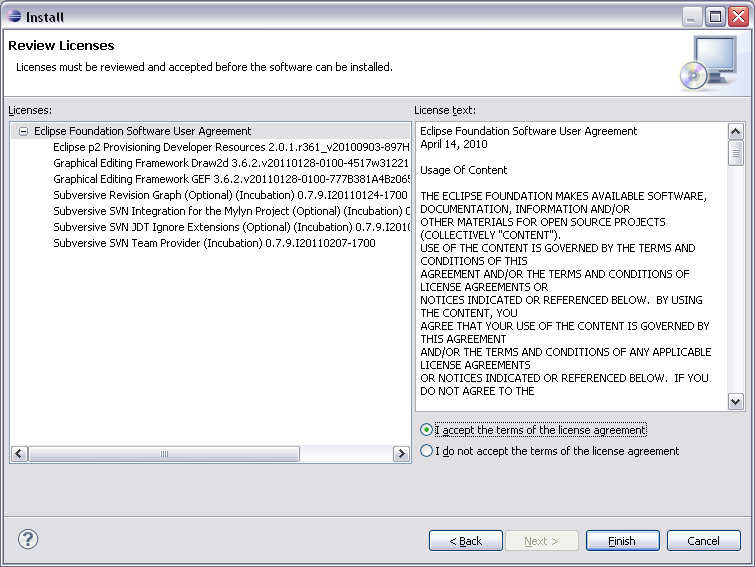 Install
Review Licenses
Licenses must be reviewed and accepted before the software can be installed.
Licenses:
Eclipse Foundation Software User Agreement
Eclipse p2 Provisioning Developer Resources 2.0.1.r361_v20100903-897H
Graphical Editing Framework Draw2d 3.6.2.v20110128-0100-4517w31221
Graphical Editing Framework GEF 3.6.2.v20110128-0100-777B381A4Bz065
Subversive Revision Graph (Optional) (Incubation) 0.7.9.I20110124-1700
Subversive SVN Integration for the Mylyn Project (Optional) (Incubation) 0
Subversive SVN JDT Ignore Extensions (Optional) (Incubation) 0.7.9.I201
Subversive SVN Team Provider (Incubation) 0.7.9.I20110207-1700
License text:
Eclipse Foundation Software User Agreement
April 14, 2010
Usage Of Content
THE ECLIPSE FOUNDATION MAKES AVAILABLE SOFTWARE,
DOCUMENTATION, INFORMATION AND/OR
OTHER MATERIALS FOR OPEN SOURCE PROJECTS
(COLLECTIVELY "CONTENT").
USE OF THE CONTENT IS GOVERNED BY THE TERMS AND
CONDITIONS OF THIS
AGREEMENT AND/OR THE TERMS AND CONDITIONS OF
LICENSE AGREEMENTS OR
NOTICES INDICATED OR REFERENCED BELOW.  BY USING
THE CONTENT, YOU
AGREE THAT YOUR USE OF THE CONTENT IS GOVERNED BY
THIS AGREEMENT
AND/OR THE TERMS AND CONDITIONS OF ANY APPLICABLE
LICENSE AGREEMENTS
OR NOTICES INDICATED OR REFERENCED BELOW.  IF YOU
DO NOT AGREE TO THE
I accept the terms of the license agreement
I do not accept the terms of the license agreement
?
< Back
Next >
Finish
Cancel